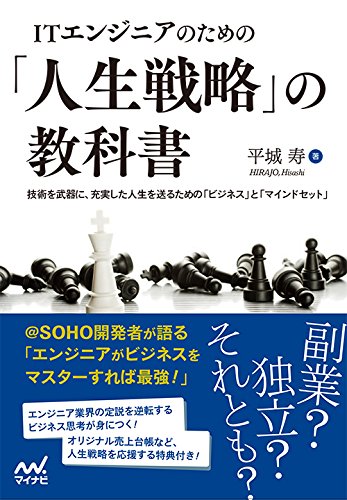 ITエンジニアのための
「人生戦略」の
教科書
平城 寿 著
HIRAJO, Hisashi
技術を武器に、充実した人生を送るための「ビジネス」と「マインドセット」
@SOHO開発者が語る
「エンジニアがビジネスを
マスターすれば最強！」
副業？
独立？
それとも？
エンジニア業界の定説を逆転する
ビジネス思考が身につく！
オリジナル売上台帳など、
人生戦略を応援する特典付き！
マイナビ